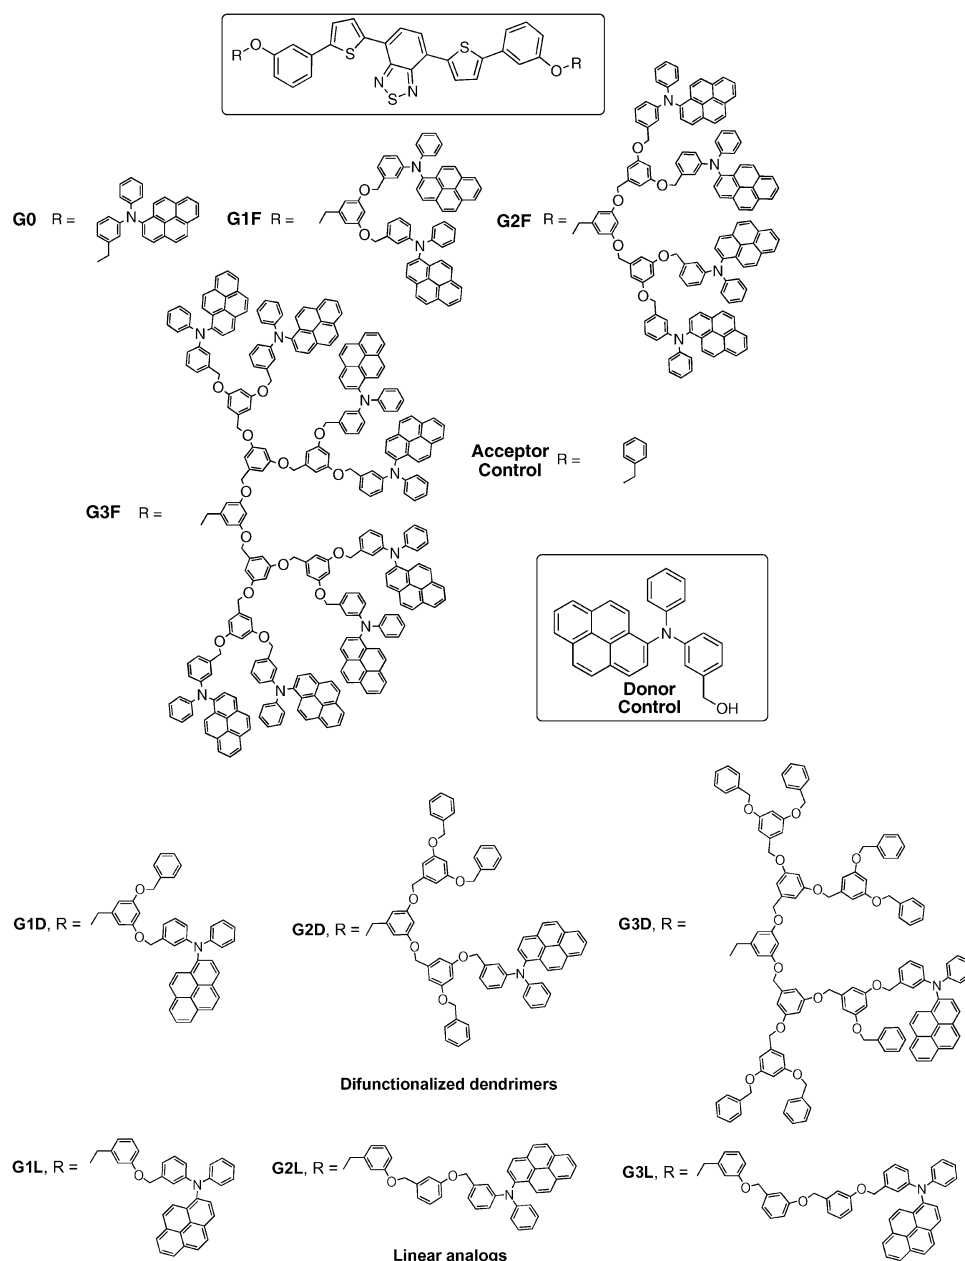 R O S N S N S O R
G0 R = N
G1F R = O N O N
G2F R = N O O N O O O N O N
G3F R = N N O O N O O O O N O O O O O N O O N O O N N
Acceptor
Control R =
N
Donor
Control OH
G1D, R = O O N
G2D, R = O O O O O N O
G3D, R = O O O O O O O O O O O N O O O O
Difunctionalized dendrimers
G1L, R = O N
G2L, R = O O N
G3L, R = O O O N
Linear analogs